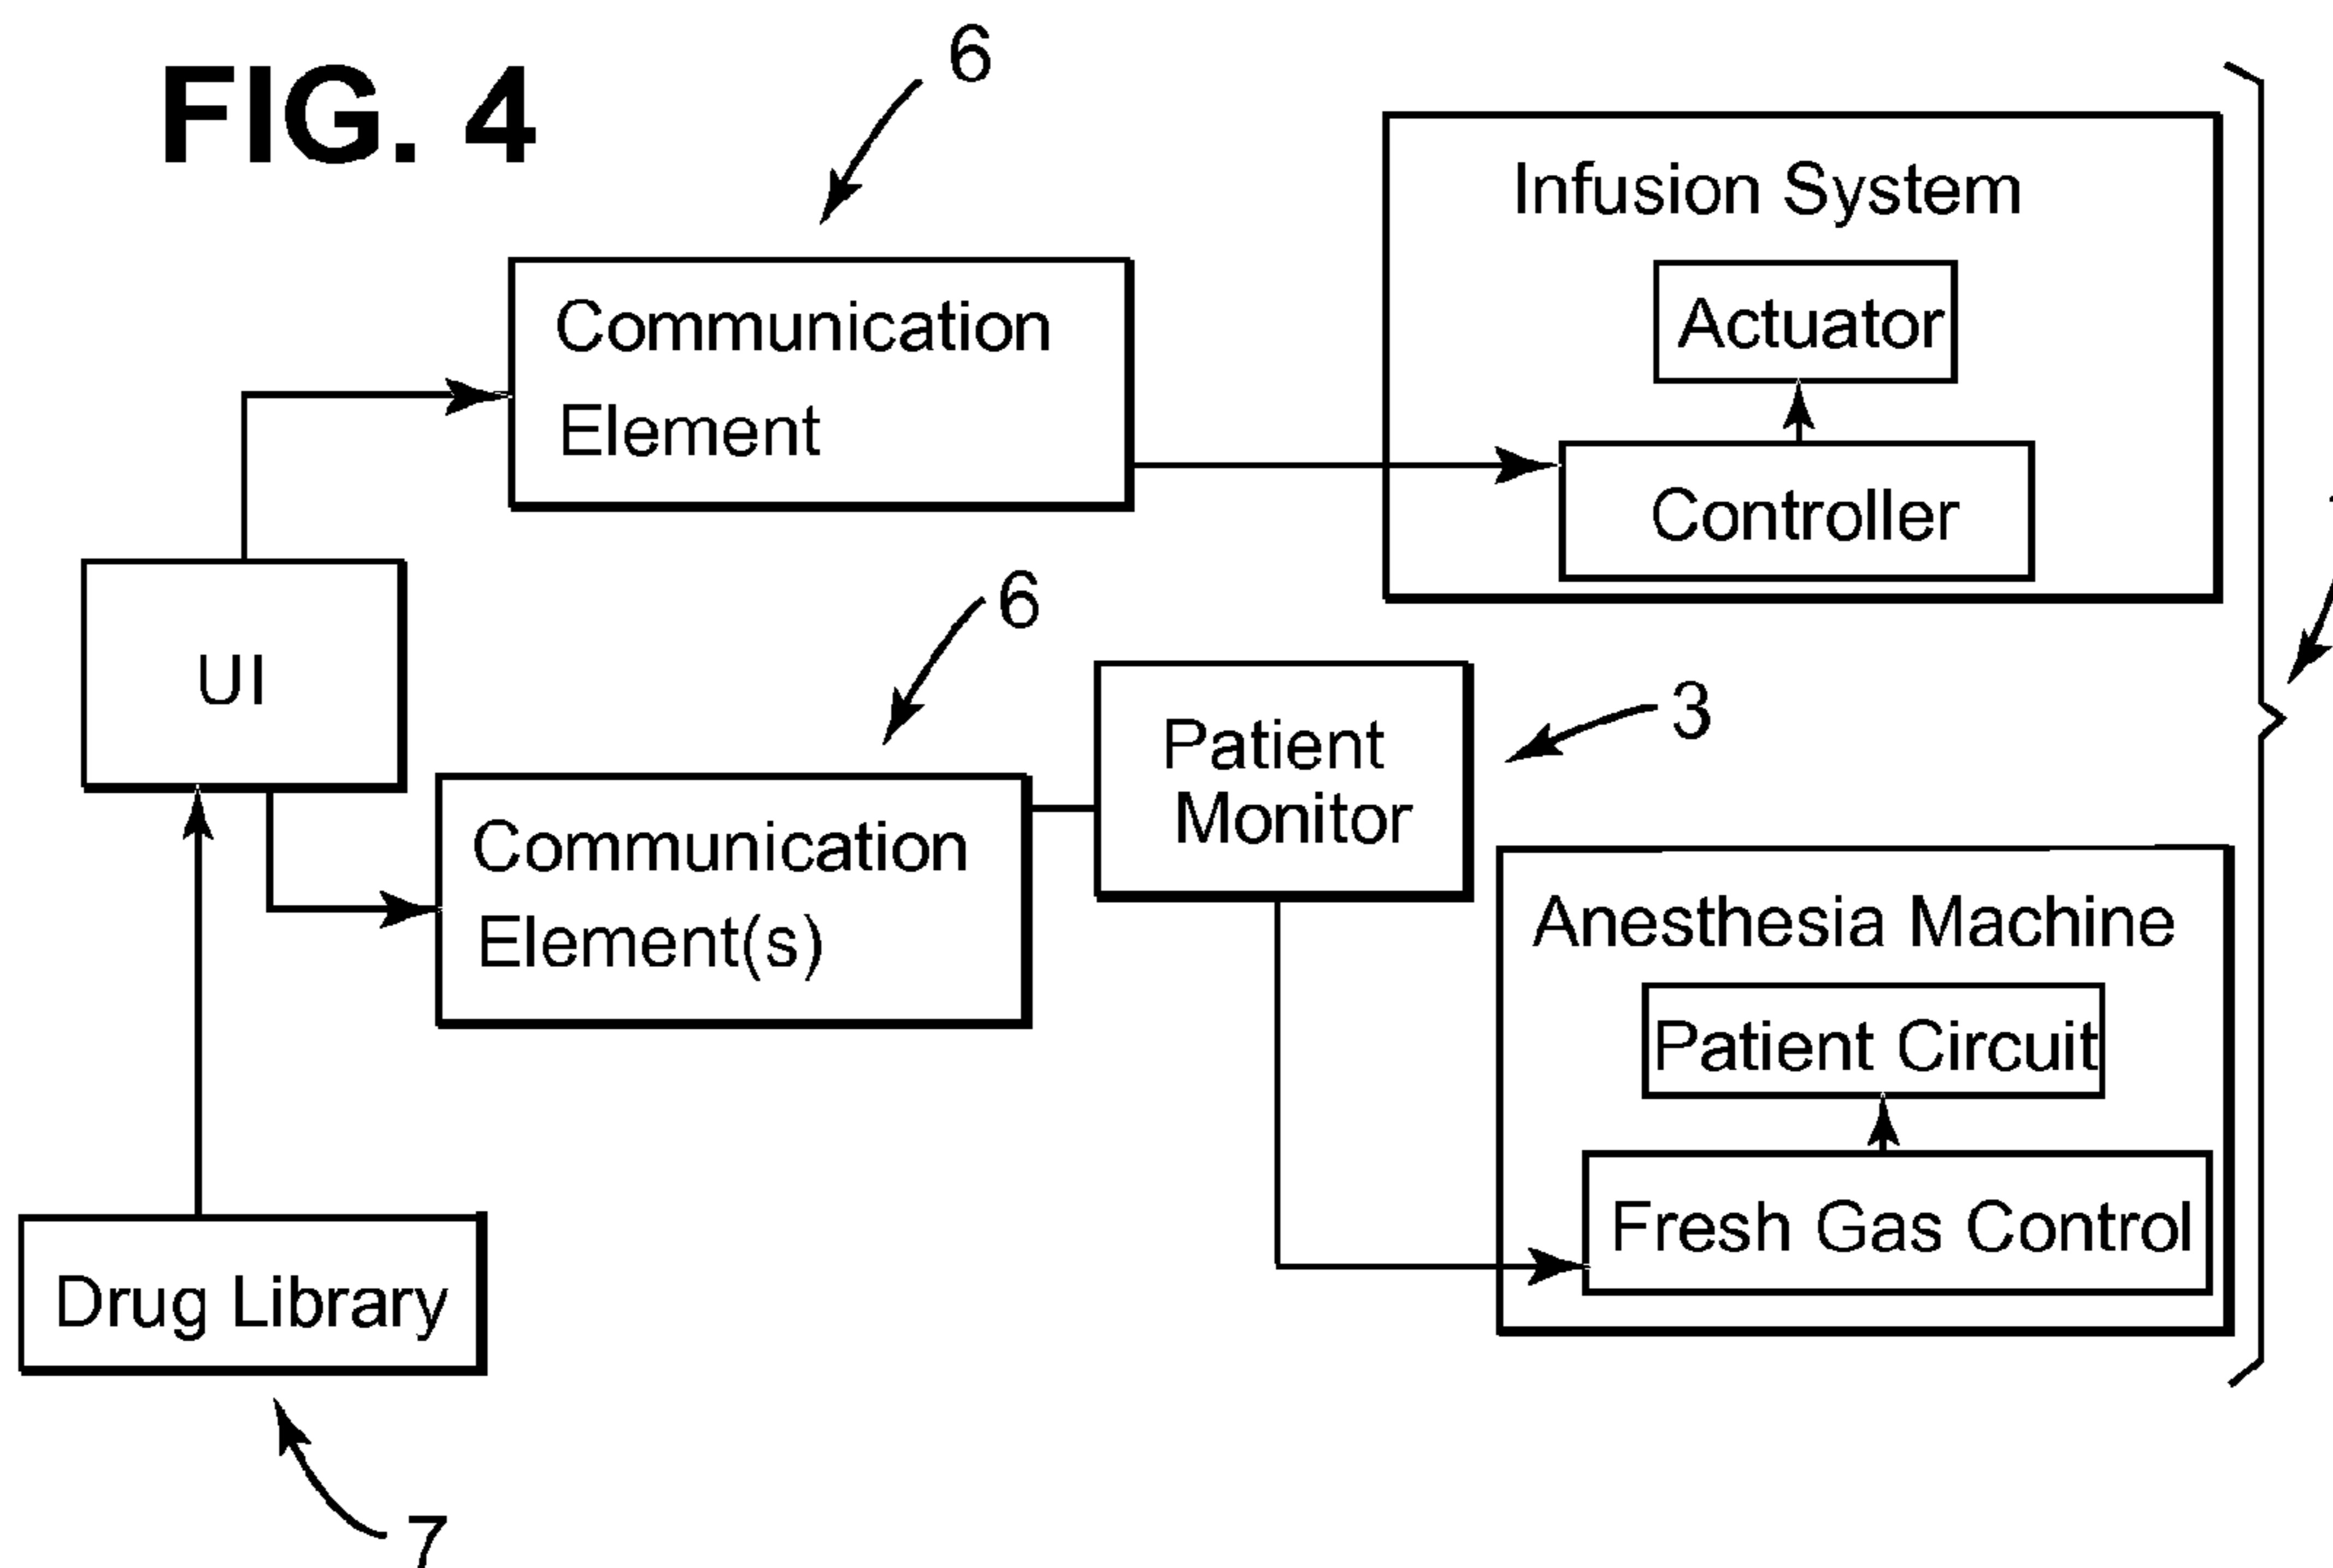 FIG. 4
6
Infusion System
Actuator
Controller
Communication
Element
UI
6
Patient
Monitor
3
Communication
Element(s)
Anesthesia Machine
Patient Circuit
Fresh Gas Control
Drug Library
7